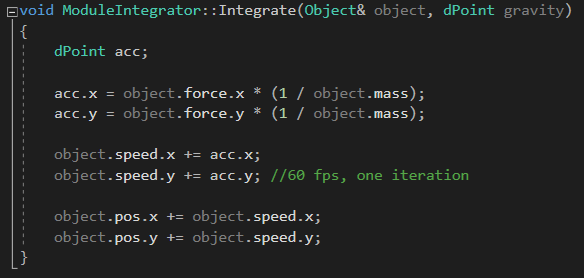 void ModuleIntegrator::Integrate(Object& object, dPoint gravity)
{
dPoint acc;
acc.x = object.force.x * (1 / object.mass);
acc.y = object.force.y * (1 / object.mass);
object.speed.x += acc.x;
object.speed.y += acc.y; //60 fps, one iteration
object.pos.x += object.speed.x;
object.pos.y += object.speed.y;
}